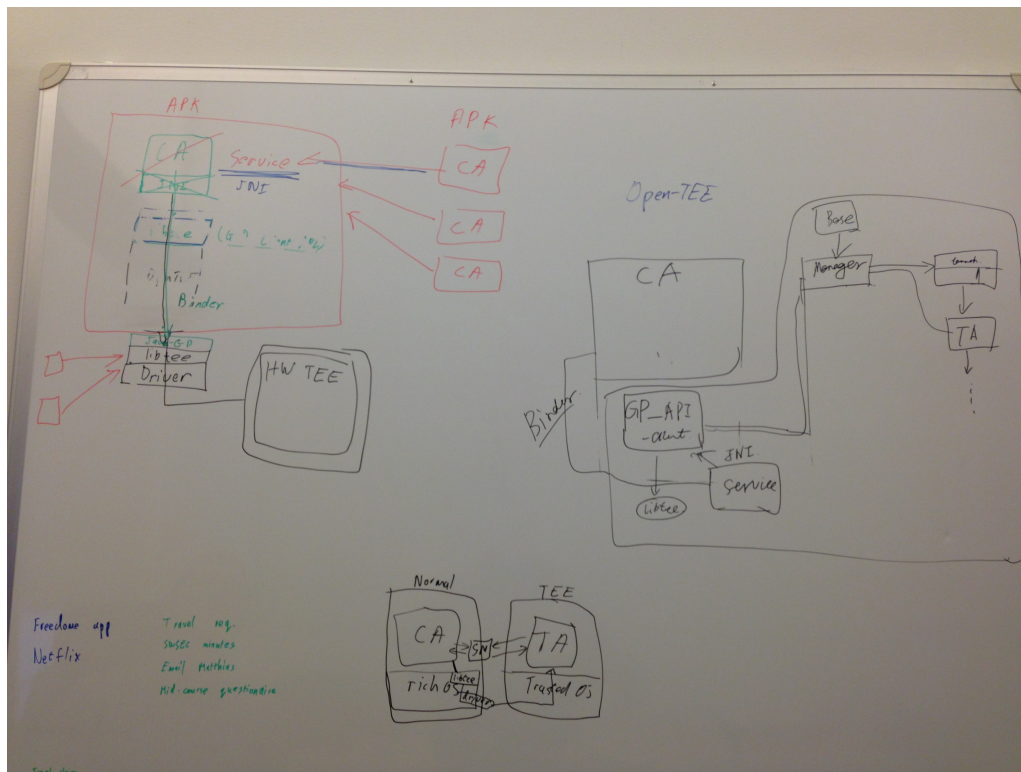 APK
CA
JNI
Service
JNI
Binder
libtee
Driver
HW TEE
APK
CA
CA
CA
Open-TEE
Base
Manager
TA
CA
Binder
GP_API
JNI
Service
libtee
Normal
CA
rich OS
libtee
driver
TEE
TA
Trusted OS
Freedome app
Netflix
Travel req.
minutes
Email Matthias
Mid-course questionnaire